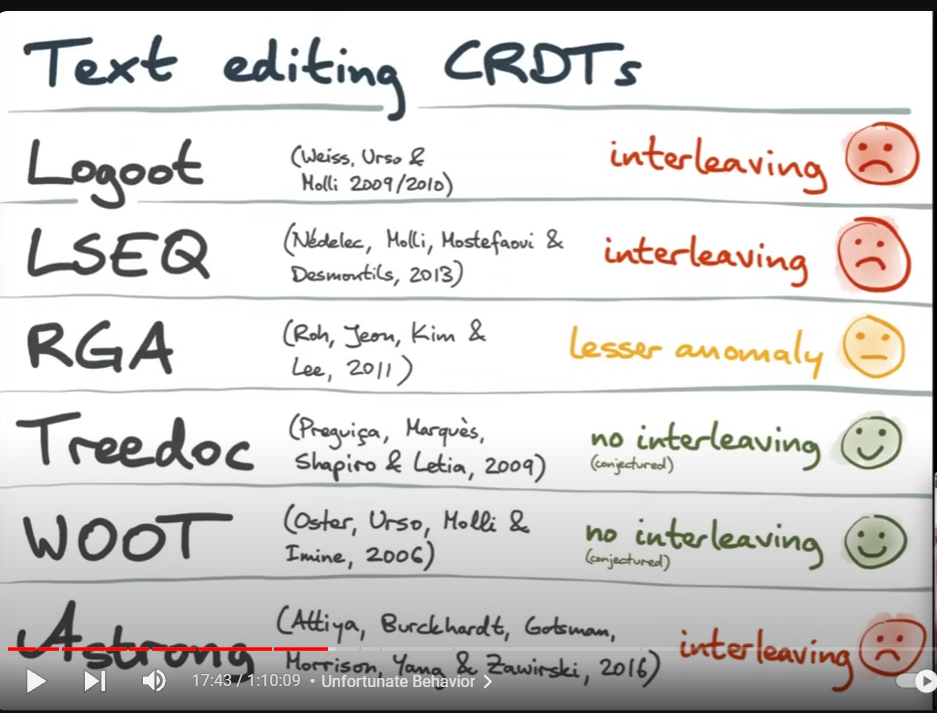 Text editing CRDTs
Logoot
(Weiss, Urso &
Molli 2009/2010)
interleaving
LSEQ
(Nédelec, Molli, Mostefaoui &
Desmontils, 2013)
interleaving
RGA
(Roh, Jeon, Kim &
Lee, 2011)
lesser anomaly
Treedoc
(Preguiça, Marquès,
Shapiro & Letia, 2009)
no interleaving
(conjectured)
WOOT
(Oster, Urso, Molli &
Imine, 2006)
no interleaving
(conjectured)
Astrong
(Attiya, Burckhardt, Gotsman,
Morrison, Yang & Zawirski, 2016)
interleaving
17:43 / 1:10:09 • Unfortunate Behavior